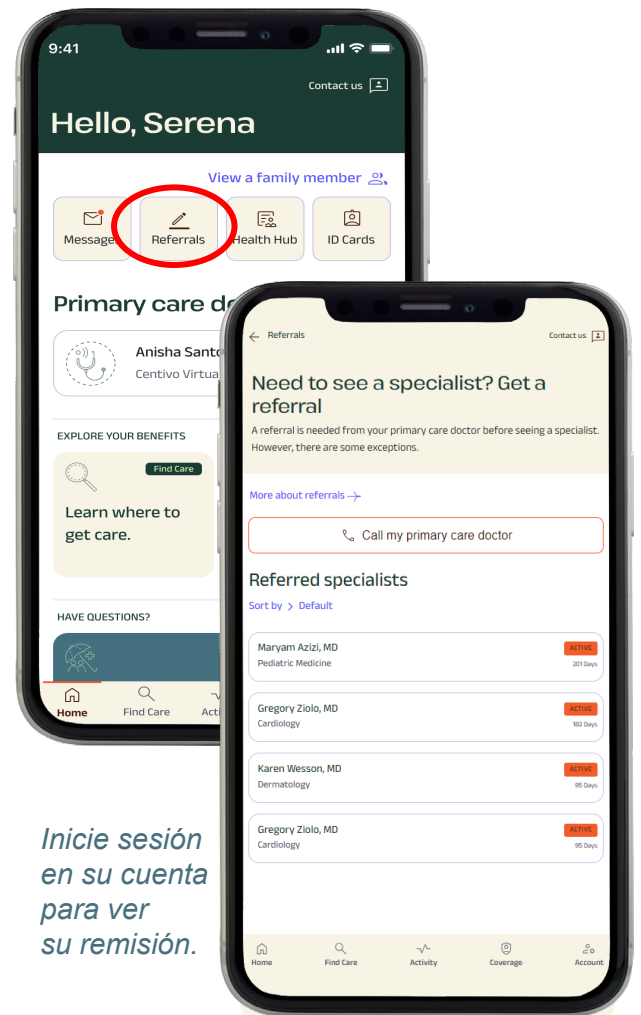 9:41
Contact us
Hello, Serena
View a family member
Referrals
Health Hub
ID Cards
Primary care
Anisha
Centivo
EXPLORE YOUR BENEFITS
Find Care
Learn where to
get care.
HAVE QUESTIONS?
Home
Find Care
Referrals
Contact us
Need to see a specialist? Get a
referral
A referral is needed from your primary care doctor before seeing a specialist.
However, there are some exceptions.
More about referrals
Call my primary care doctor
Referred specialists
Sort by > Default
Maryam Azizi, MD
ACTIVE
Pediatric Medicine
201 Days
Gregory Ziolo, MD
ACTIVE
Cardiology
182 Days
Karen Wesson, MD
ACTIVE
Dermatology
95 Days
Gregory Ziolo, MD
ACTIVE
Cardiology
95 Days
Home
Find Care
Activity
Coverage
Account
Inicie sesión
en su cuenta
para ver
su remisión.